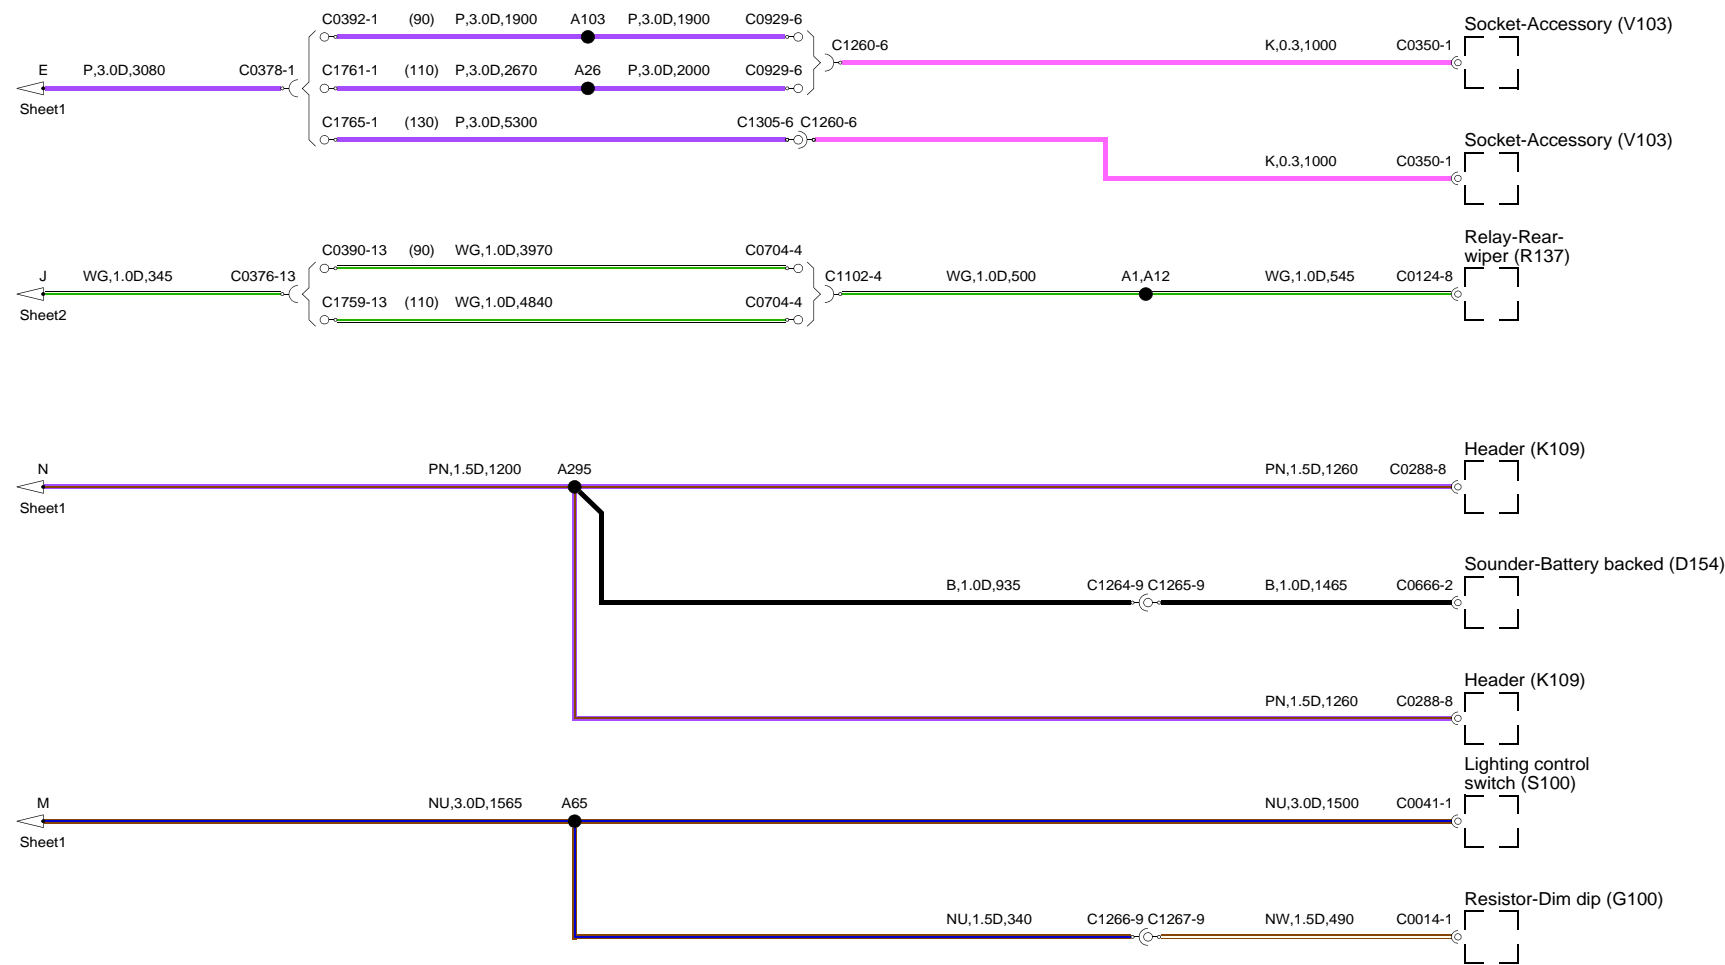 C0392-1 (90) P,3.0D,1900 A103 P,3.0D,1900 C0929-6
Socket-Accessory (V103)
C1260-6 K,0.3,1000 C0350-1
E P,3.0D,3080 C0378-1 C1761-1 (110) P,3.0D,2670 A26 P,3.0D,2000 C0929-6
Sheet1
C1765-1 (130) P,3.0D,5300 C1305-6 C1260-6
Socket-Accessory (V103)
K,0.3,1000 C0350-1
Relay-Rear-
wiper (R137)
C0390-13 (90) WG,1.0D,3970 C0704-4
J WG,1.0D,345 C0376-13 C1102-4 WG,1.0D,500 A1,A12 WG,1.0D,545 C0124-8
C1759-13 (110) WG,1.0D,4840 C0704-4
Sheet2
Header (K109)
N PN,1.5D,1200 A295 PN,1.5D,1260 C0288-8
Sheet1
Sounder-Battery backed (D154)
B,1.0D,935 C1264-9 C1265-9 B,1.0D,1465 C0666-2
Header (K109)
PN,1.5D,1260 C0288-8
Lighting control
switch (S100)
M NU,3.0D,1565 A65 NU,3.0D,1500 C0041-1
Sheet1
Resistor-Dim dip (G100)
NU,1.5D,340 C1266-9 C1267-9 NW,1.5D,490 C0014-1